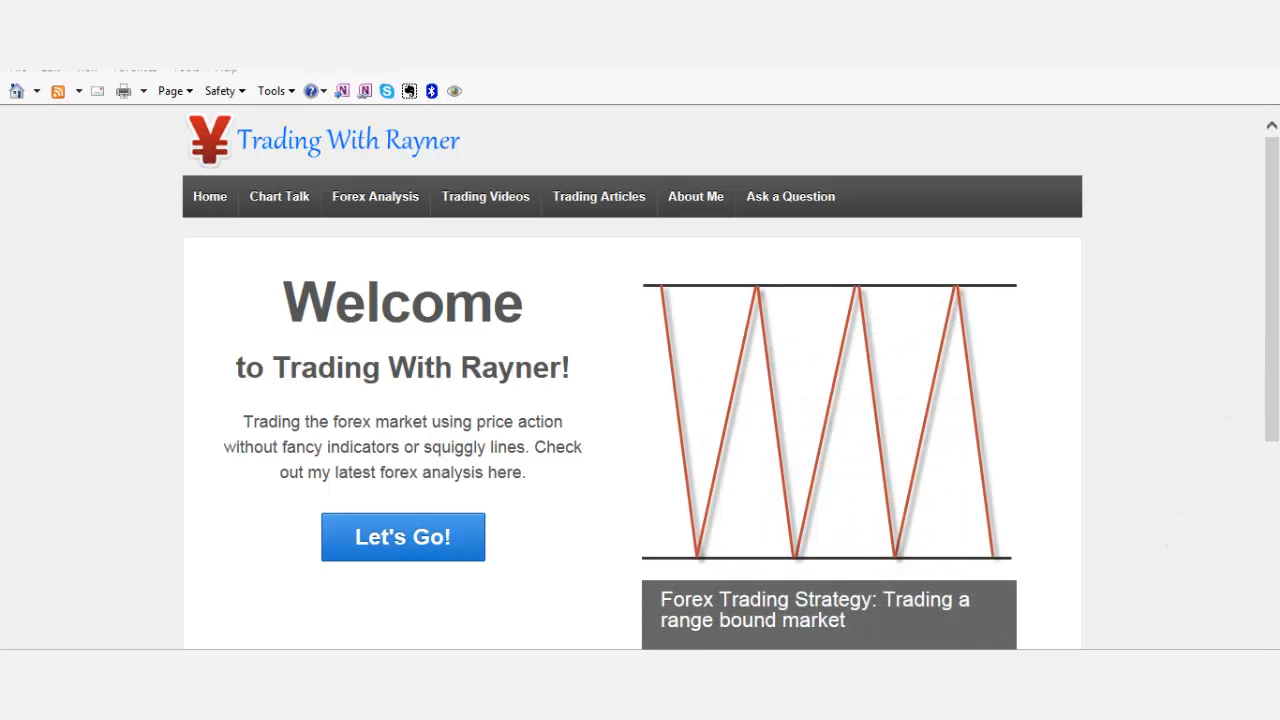 Page
Safety
Tools
¥ Trading With Rayner
Home Chart Talk Forex Analysis Trading Videos Trading Articles About Me Ask a Question
Welcome
to Trading With Rayner!
Trading the forex market using price action
without fancy indicators or squiggly lines. Check
out my latest forex analysis here.
Let's Go!
Forex Trading Strategy: Trading a
range bound market